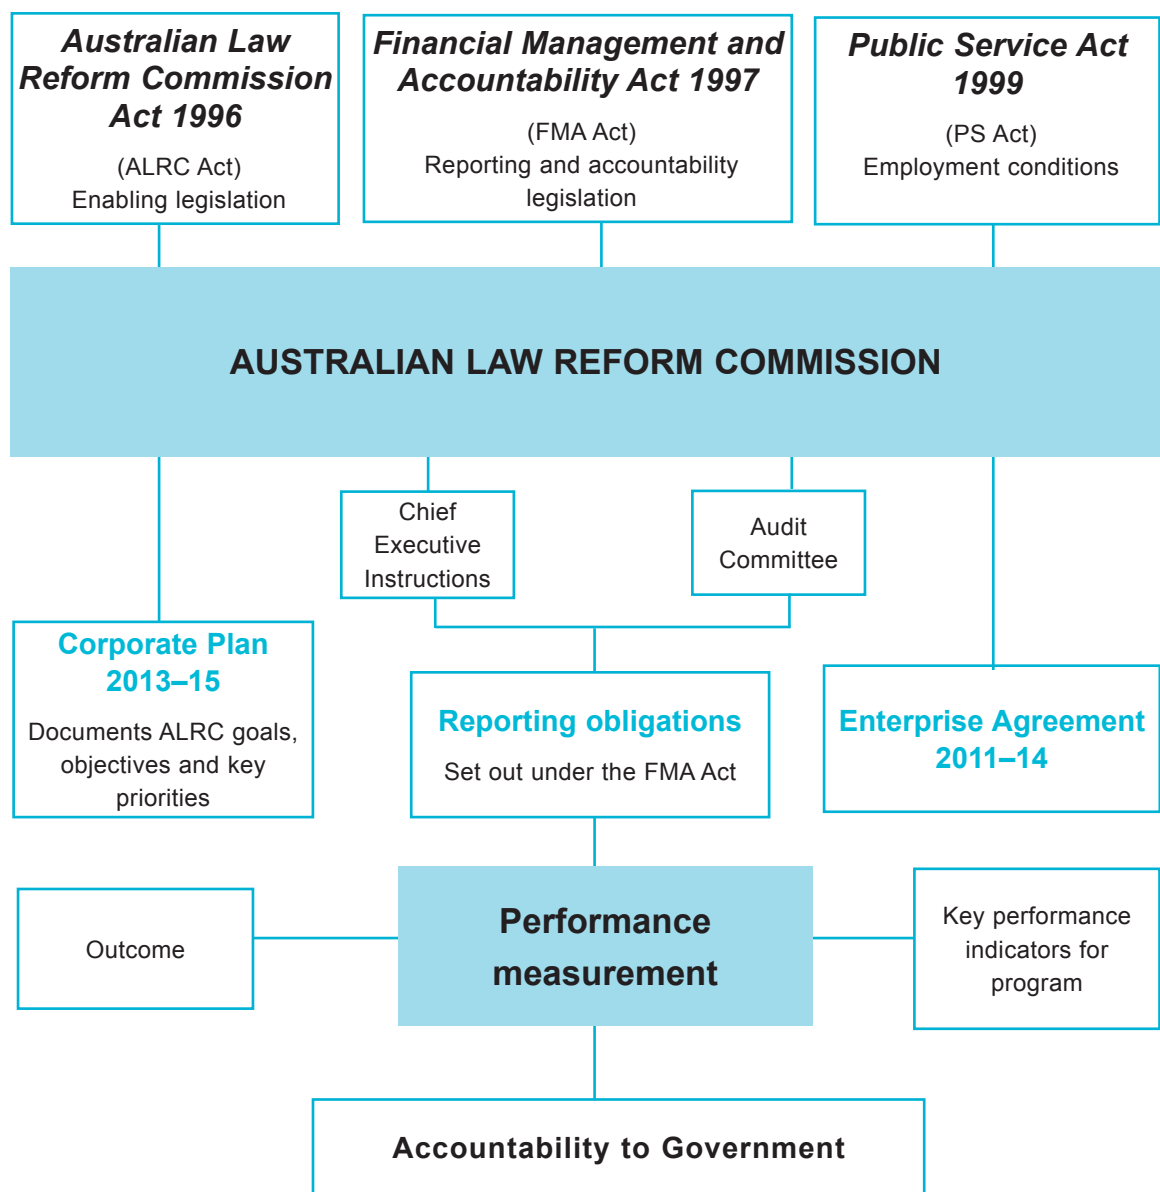 Australian Law
Reform Commission
Act 1996
(ALRC Act)
Enabling legislation
Financial Management and
Accountability Act 1997
(FMA Act)
Reporting and accountability
legislation
Public Service Act
1999
(PS Act)
Employment conditions
AUSTRALIAN LAW REFORM COMMISSION
Chief
Executive
Instructions
Audit
Committee
Corporate Plan
2013–15
Documents ALRC goals,
objectives and key
priorities
Reporting obligations
Set out under the FMA Act
Enterprise Agreement
2011–14
Outcome
Performance
measurement
Key performance
indicators for
program
Accountability to Government